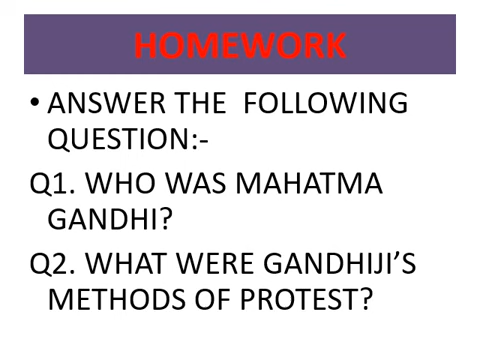 HOMEWORK
• ANSWER THE  FOLLOWING
QUESTION:-
Q1. WHO WAS MAHATMA
GANDHI?
Q2. WHAT WERE GANDHIJI’S
METHODS OF PROTEST?